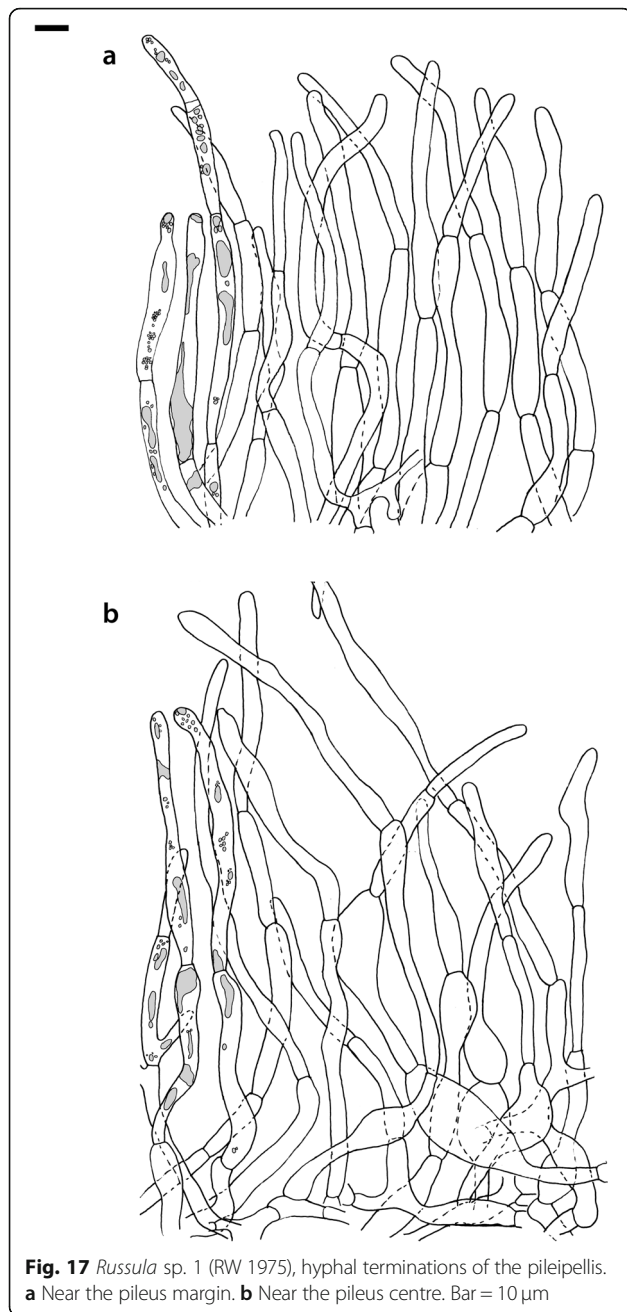 a
b
Fig. 17 Russula sp. 1 (RW 1975), hyphal terminations of the pileipellis.
a Near the pileus margin. b Near the pileus centre. Bar = 10 μm